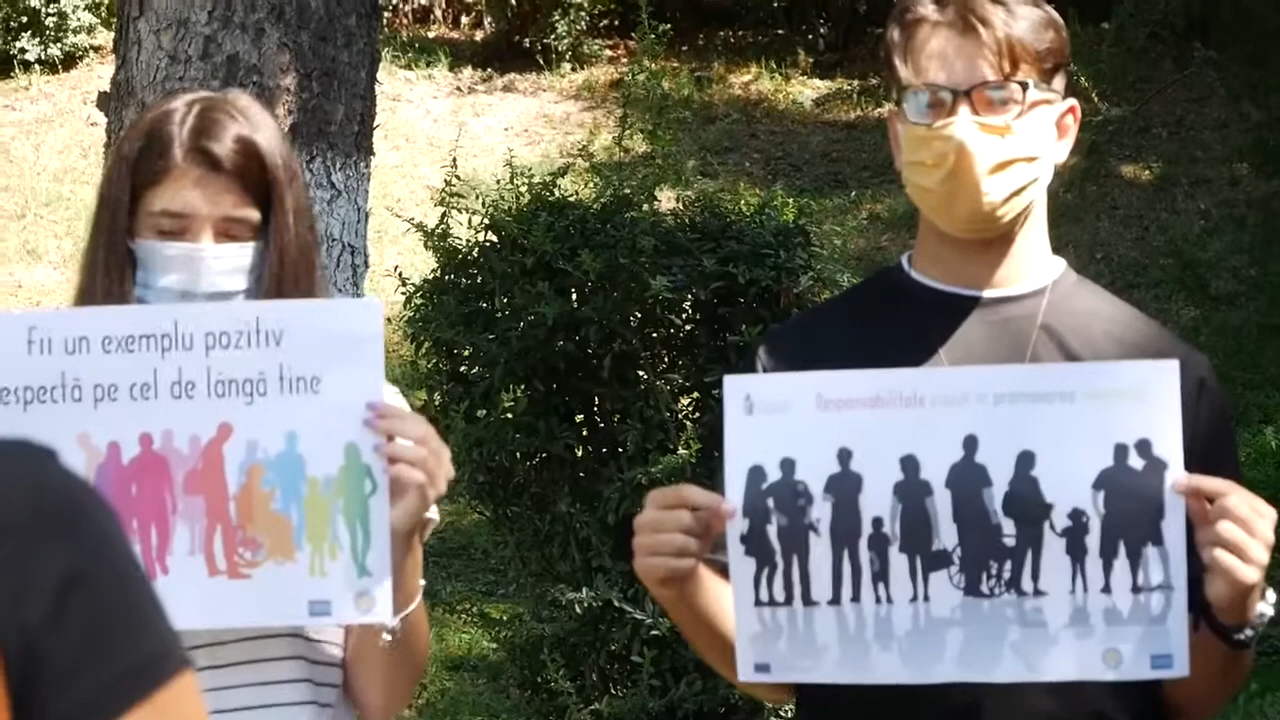 Fii un exemplu pozitiv
espectă pe cel de lângă tine
Responsabilitate promovarea